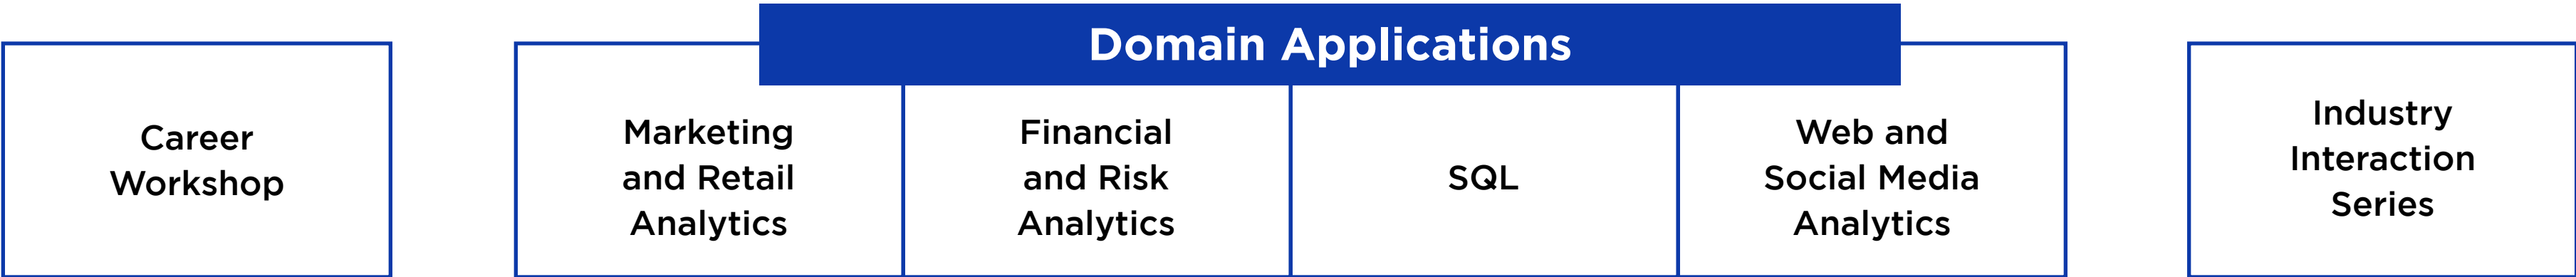 Domain Applications
Career
Workshop
Marketing
and Retail
Analytics
Financial
and Risk
Analytics
SQL
Web and
Social Media
Analytics
Industry
Interaction
Series